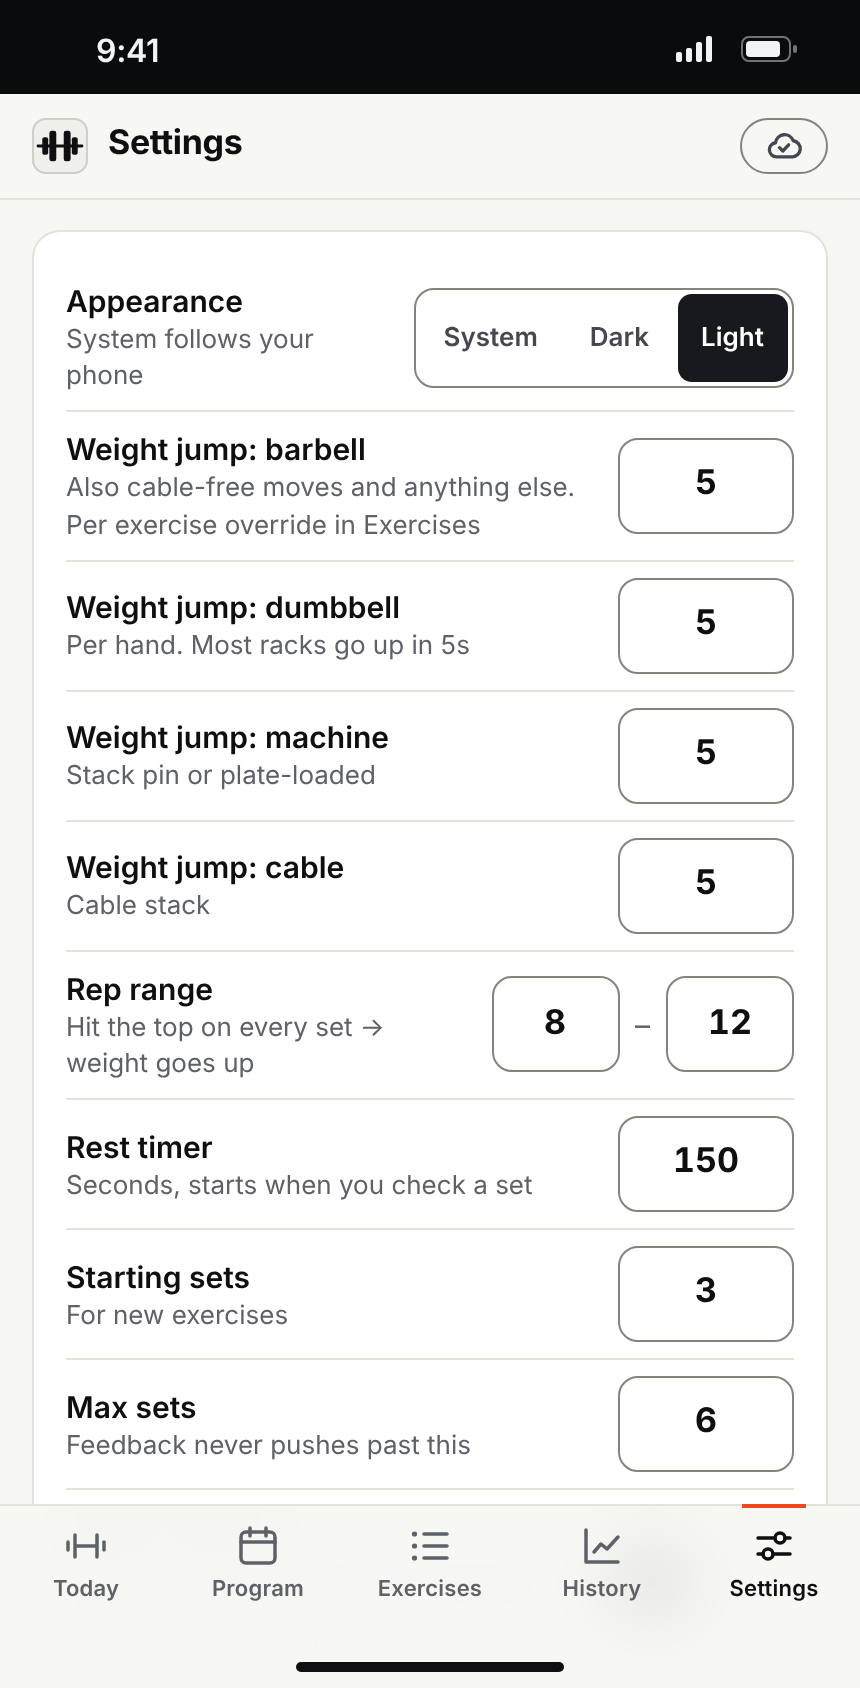 9:41
Settings
Appearance
System follows your
phone
System Dark Light
Weight jump: barbell
Also cable-free moves and anything else.
Per exercise override in Exercises
5
Weight jump: dumbbell
Per hand. Most racks go up in 5s
5
Weight jump: machine
Stack pin or plate-loaded
5
Weight jump: cable
Cable stack
5
Rep range
Hit the top on every set →
weight goes up
8 – 12
Rest timer
Seconds, starts when you check a set
150
Starting sets
For new exercises
3
Max sets
Feedback never pushes past this
6
Today Program Exercises History Settings